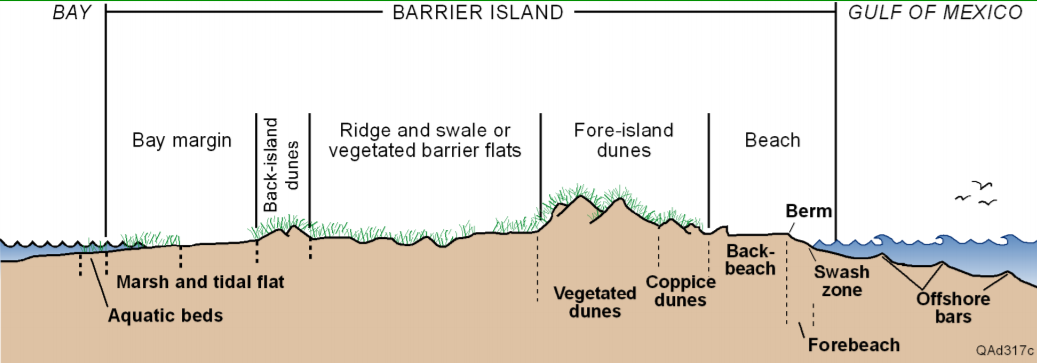 BAY
BARRIER ISLAND
GULF OF MEXICO
Bay margin
Back-island
dunes
Ridge and swale or
vegetated barrier flats
Fore-island
dunes
Beach
Berm
Back-
beach
Swash
zone
Marsh and tidal flat
Aquatic beds
Vegetated
dunes
Coppice
dunes
Offshore
bars
Forebeach
QAd317c